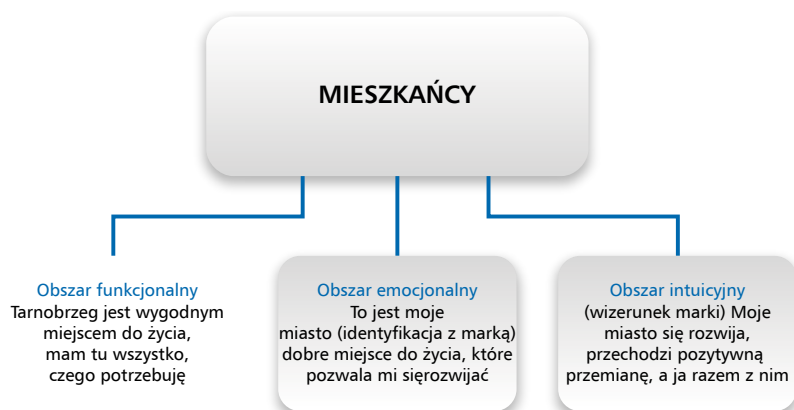 MIESZKAŃCY
Obszar funkcjonalny
Tarnobrzeg jest wygodnym
miejscem do życia,
mam tu wszystko,
czego potrzebuję
Obszar emocjonalny
To jest moje
miasto (identyfikacja z marką)
dobre miejsce do życia, które
pozwala mi sięrozwijać
Obszar intuicyjny
(wizerunek marki) Moje
miasto się rozwija,
przechodzi pozytywną
przemianę, a ja razem z nim